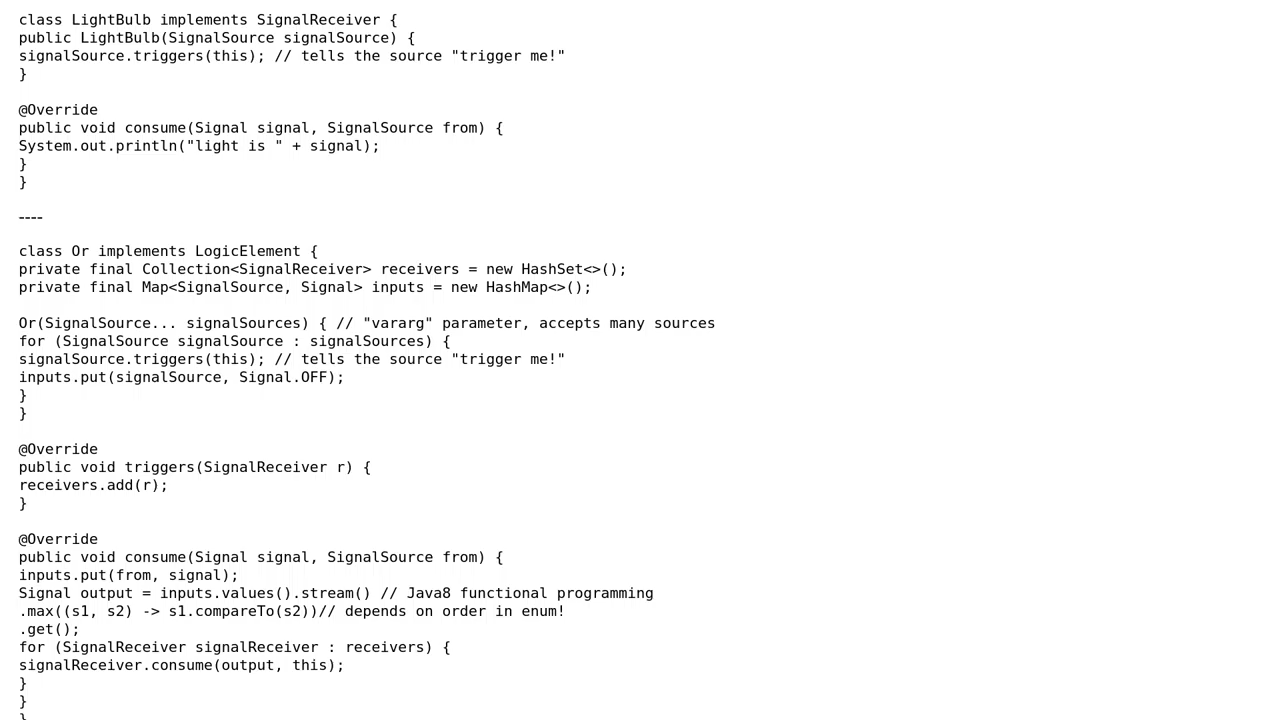 class LightBulb implements SignalReceiver {
public LightBulb(SignalSource signalSource) {
signalSource.triggers(this); // tells the source "trigger me!"
}
@Override
public void consume(Signal signal, SignalSource from) {
System.out.println("light is " + signal);
}
}
----
class Or implements LogicElement {
private final Collection<SignalReceiver> receivers = new HashSet<>();
private final Map<SignalSource, Signal> inputs = new HashMap<>();
Or(SignalSource... signalSources) { // "vararg" parameter, accepts many sources
for (SignalSource signalSource : signalSources) {
signalSource.triggers(this); // tells the source "trigger me!"
inputs.put(signalSource, Signal.OFF);
}
}
@Override
public void triggers(SignalReceiver r) {
receivers.add(r);
}
@Override
public void consume(Signal signal, SignalSource from) {
inputs.put(from, signal);
Signal output = inputs.values().stream() // Java8 functional programming
.max((s1, s2) -> s1.compareTo(s2))// depends on order in enum!
.get();
for (SignalReceiver signalReceiver : receivers) {
signalReceiver.consume(output, this);
}
}
}